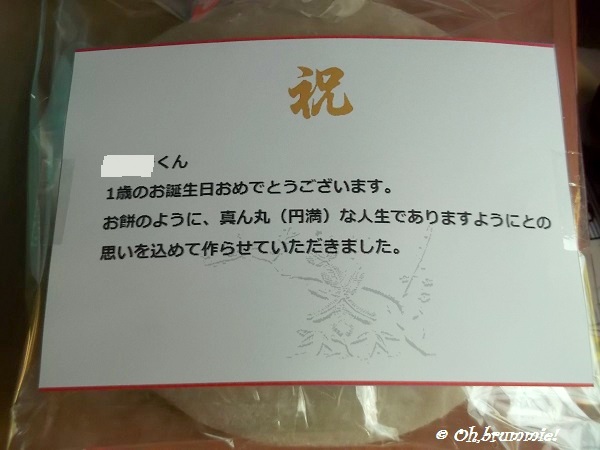 祝
くん
1歳のお誕生日おめでとうございます。
お餅のように、真ん丸（円満）な人生でありますようにとの
思いを込めて作らせていただきました。
© Oh,brummie!